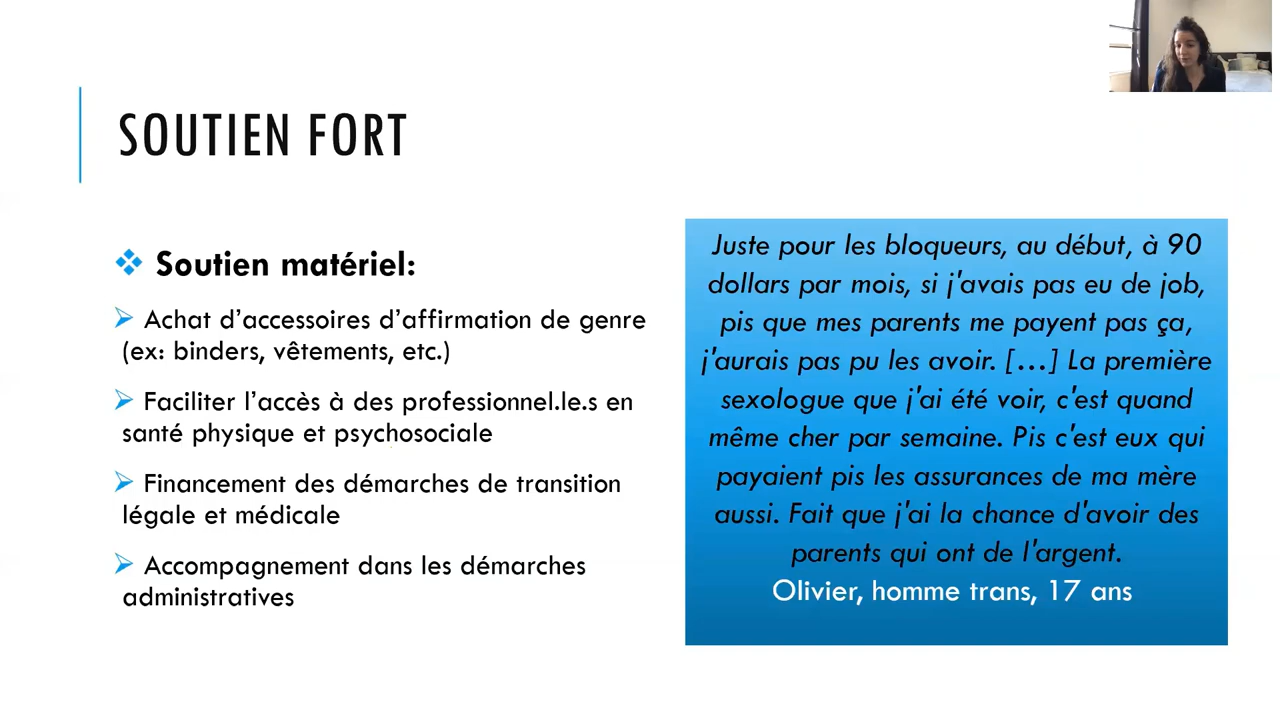 SOUTIEN FORT
Soutien matériel:
Achat d'accessoires d'affirmation de genre
(ex: binders, vêtements, etc.)
Faciliter l'accès à des professionnel.le.s en
santé physique et psychosociale
Financement des démarches de transition
légale et médicale
Accompagnement dans les démarches
administratives
Juste pour les bloqueurs, au début, à 90
dollars par mois, si j'avais pas eu de job,
pis que mes parents me payent pas ça,
j'aurais pas pu les avoir. […] La première
sexologue que j'ai été voir, c'est quand
même cher par semaine. Pis c'est eux qui
payaient pis les assurances de ma mère
aussi. Fait que j'ai la chance d'avoir des
parents qui ont de l'argent.
Olivier, homme trans, 17 ans